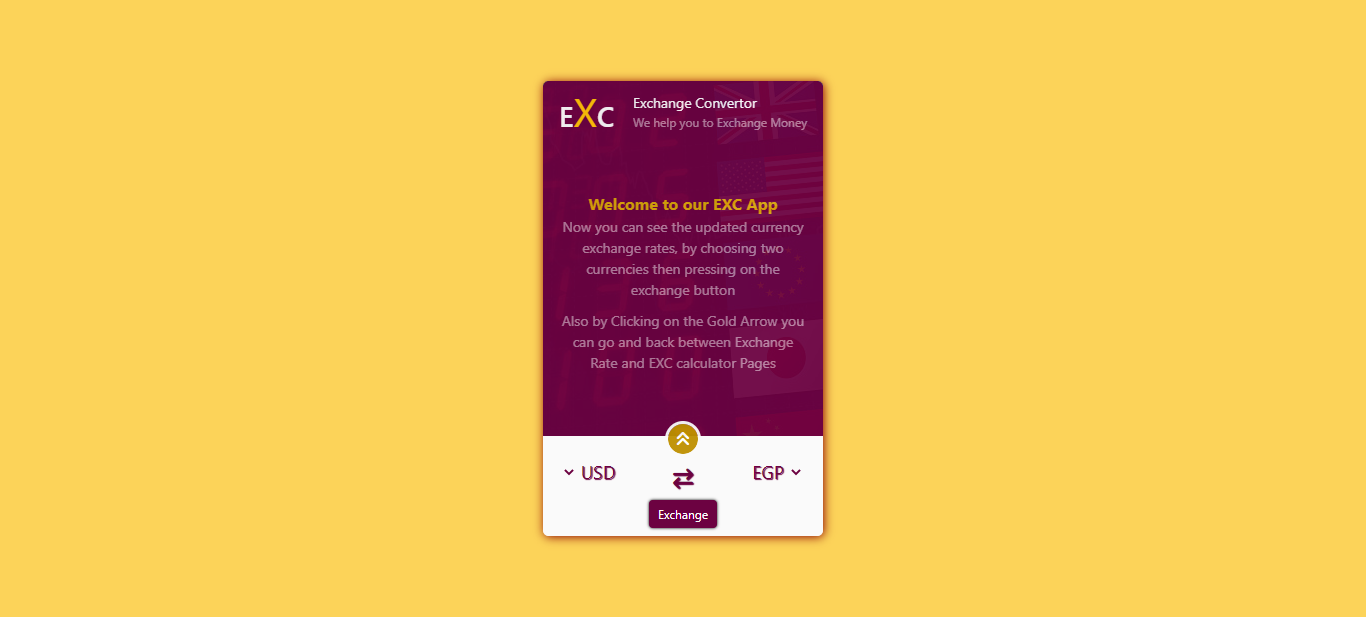 EXC
Exchange Convertor
We help you to Exchange Money
Welcome to our EXC App
Now you can see the updated currency
exchange rates, by choosing two
currencies then pressing on the
exchange button
Also by Clicking on the Gold Arrow you
can go and back between Exchange
Rate and EXC calculator Pages
USD
EGP
Exchange